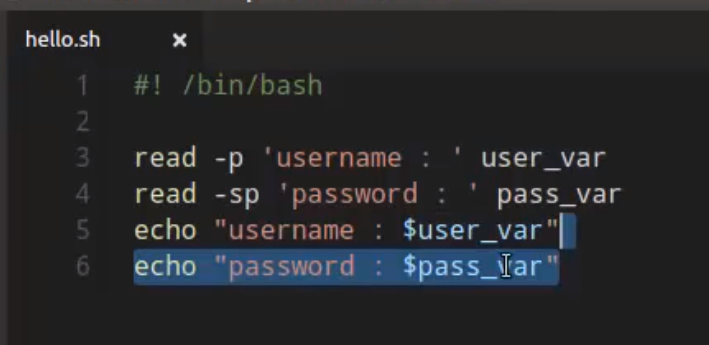 hello.sh ×
1 #! /bin/bash
2
3 read -p 'username : ' user_var
4 read -sp 'password : ' pass_var
5 echo "username : $user_var"
6 echo "password : $pass_var"